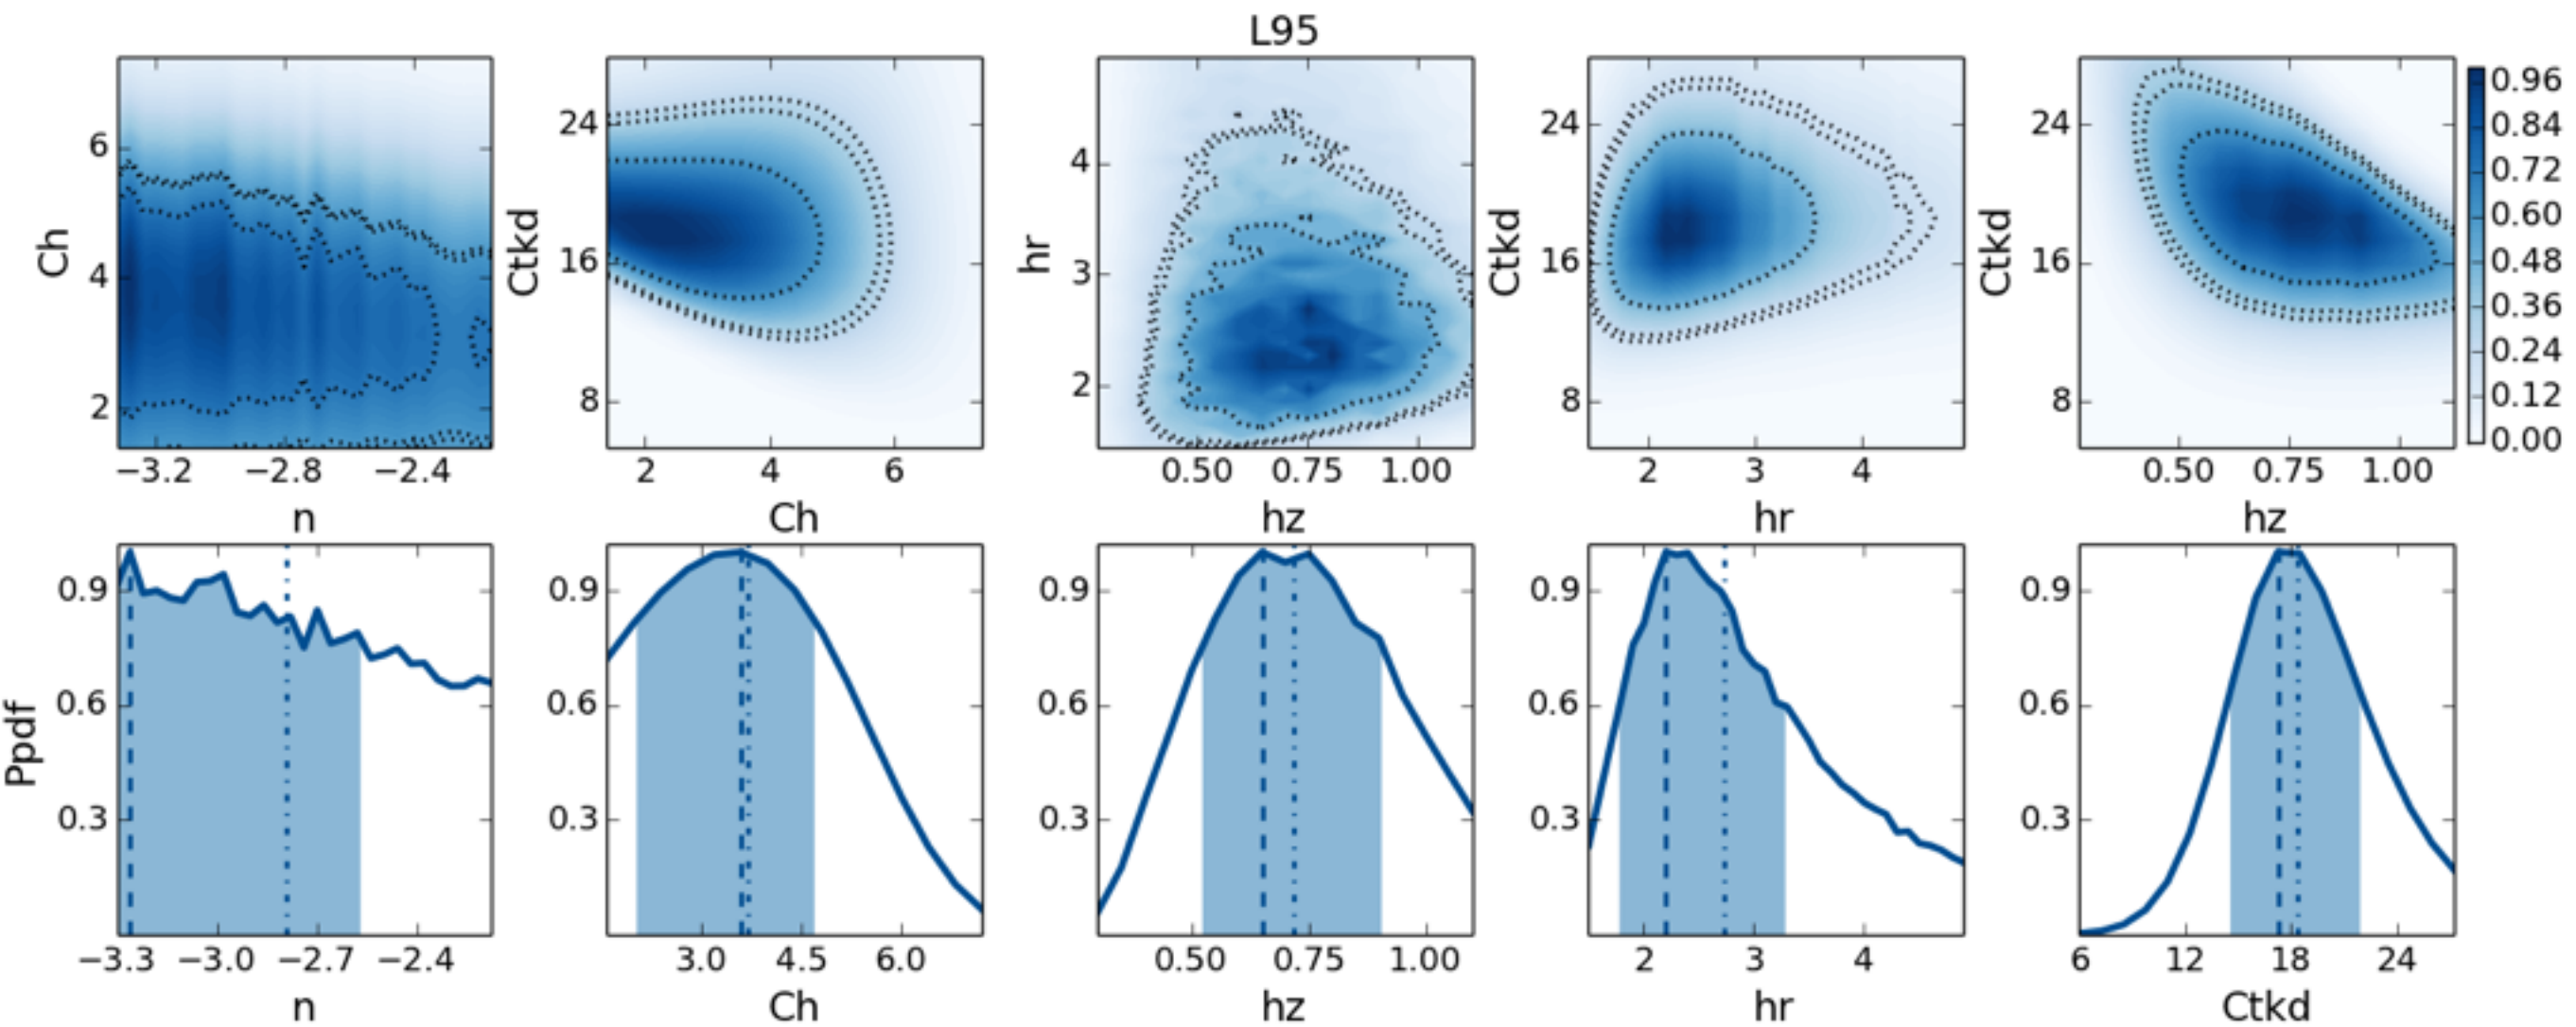 L95
Ch
6
4
2
−3.2 −2.8 −2.4
n
Ctkd
24
16
8
2 4 6
Ch
hr
4
3
2
0.50 0.75 1.00
hz
Ctkd
24
16
8
2 3 4
hr
Ctkd
24
16
8
0.50 0.75 1.00
hz
0.96
0.84
0.72
0.60
0.48
0.36
0.24
0.12
0.00
Ppdf
0.9
0.6
0.3
−3.3 −3.0 −2.7 −2.4
n
0.9
0.6
0.3
3.0 4.5 6.0
Ch
0.9
0.6
0.3
0.50 0.75 1.00
hz
0.9
0.6
0.3
2 3 4
hr
0.9
0.6
0.3
6 12 18 24
Ctkd